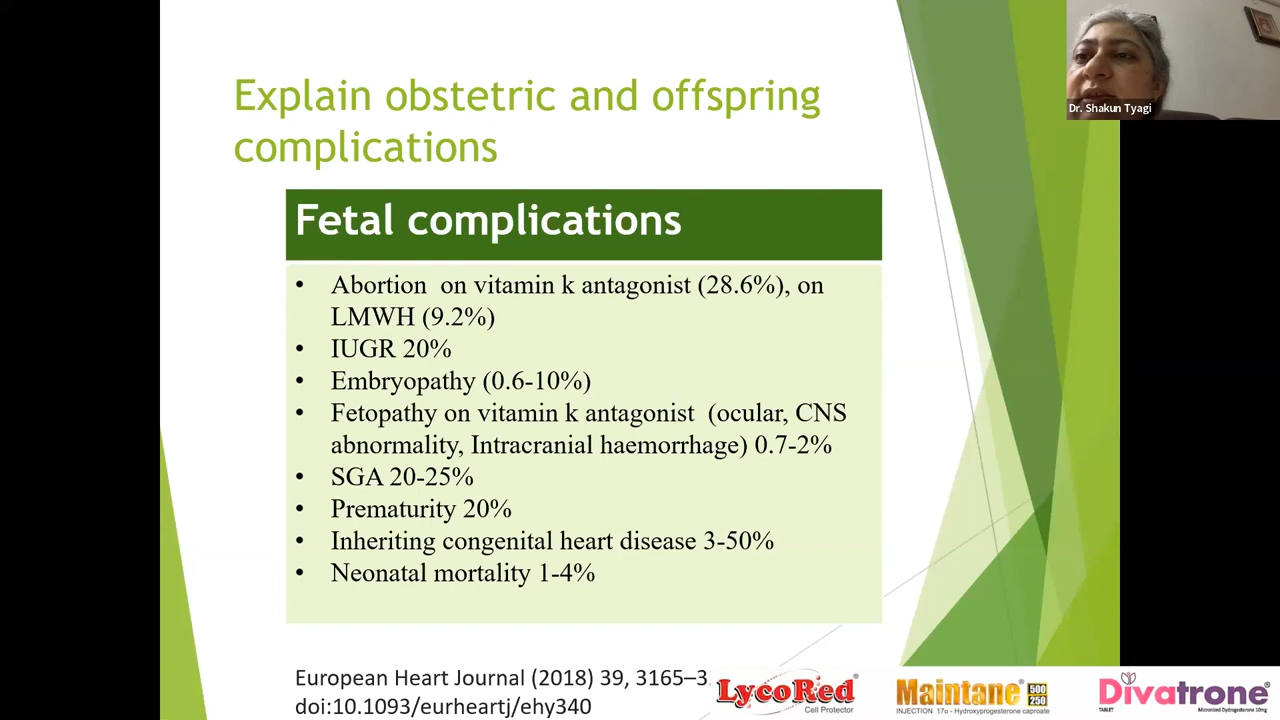 Dr. Shakun Tyagi
Explain obstetric and offspring
complications
Fetal complications
• Abortion on vitamin k antagonist (28.6%), on
LMWH (9.2%)
• IUGR 20%
• Embryopathy (0.6-10%)
• Fetopathy on vitamin k antagonist (ocular, CNS
abnormality, Intracranial haemorrhage) 0.7-2%
• SGA 20-25%
• Prematurity 20%
• Inheriting congenital heart disease 3-50%
• Neonatal mortality 1-4%
European Heart Journal (2018) 39, 3165–3
doi:10.1093/eurheartj/ehy340
LycoRed®
Cell Protector
Maintane® 500 250
INJECTION 17α - Hydroxyprogesterone caproate
Divatrone®
TABLET Micronised Dydrogesterone 10mg